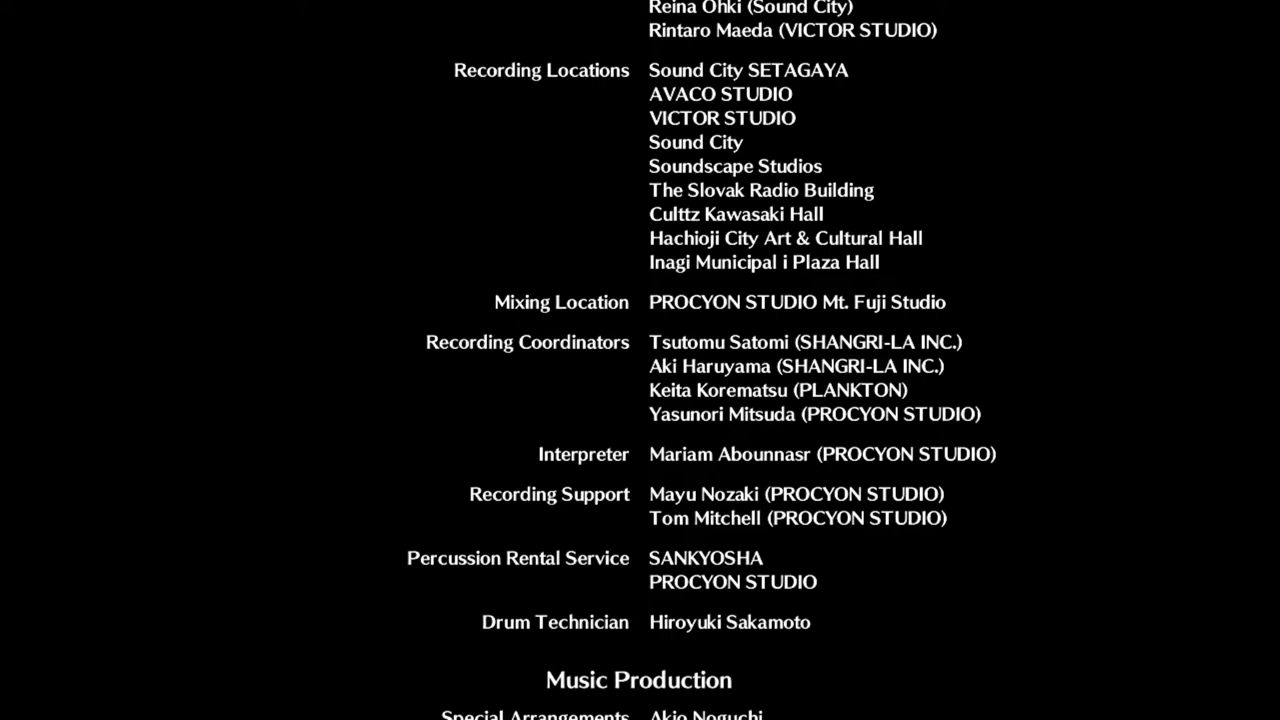 Reina Ohki (Sound City)
Rintaro Maeda (VICTOR STUDIO)
Recording Locations Sound City SETAGAYA
AVACO STUDIO
VICTOR STUDIO
Sound City
Soundscape Studios
The Slovak Radio Building
Culttz Kawasaki Hall
Hachioji City Art & Cultural Hall
Inagi Municipal i Plaza Hall
Mixing Location PROCYON STUDIO Mt. Fuji Studio
Recording Coordinators Tsutomu Satomi (SHANGRI-LA INC.)
Aki Haruyama (SHANGRI-LA INC.)
Keita Korematsu (PLANKTON)
Yasunori Mitsuda (PROCYON STUDIO)
Interpreter Mariam Abounnasr (PROCYON STUDIO)
Recording Support Mayu Nozaki (PROCYON STUDIO)
Tom Mitchell (PROCYON STUDIO)
Percussion Rental Service SANKYOSHA
PROCYON STUDIO
Drum Technician Hiroyuki Sakamoto
Music Production
Special Arrangements Akio Noguchi